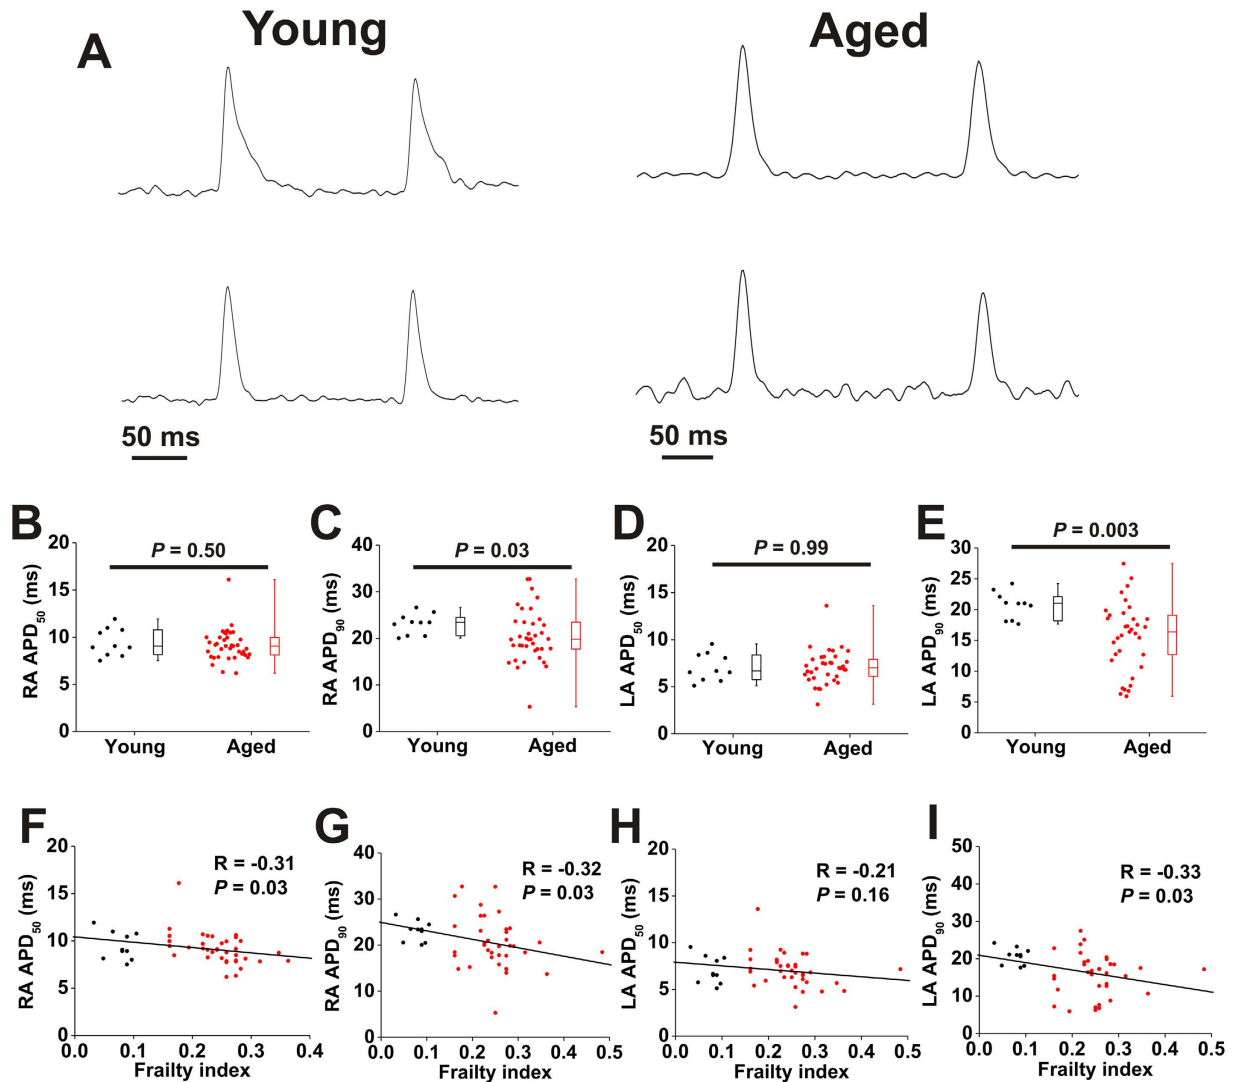 A
Young
Aged
50 ms
50 ms
B
RA APD50 (ms)
20
15
10
5
0
P = 0.50
Young
Aged
C
RA APD90 (ms)
40
30
20
10
0
P = 0.03
Young
Aged
D
LA APD50 (ms)
20
15
10
5
0
P = 0.99
Young
Aged
E
LA APD90 (ms)
30
25
20
15
10
5
0
P = 0.003
Young
Aged
F
RA APD50 (ms)
20
15
10
5
0
R = -0.31
P = 0.03
0.0 0.1 0.2 0.3 0.4
Frailty index
G
RA APD90 (ms)
40
30
20
10
0
R = -0.32
P = 0.03
0.0 0.1 0.2 0.3 0.4 0.5
Frailty index
H
LA APD50 (ms)
20
15
10
5
0
R = -0.21
P = 0.16
0.0 0.1 0.2 0.3 0.4 0.5
Frailty index
I
LA APD90 (ms)
50
40
30
20
10
0
R = -0.33
P = 0.03
0.0 0.1 0.2 0.3 0.4 0.5
Frailty index